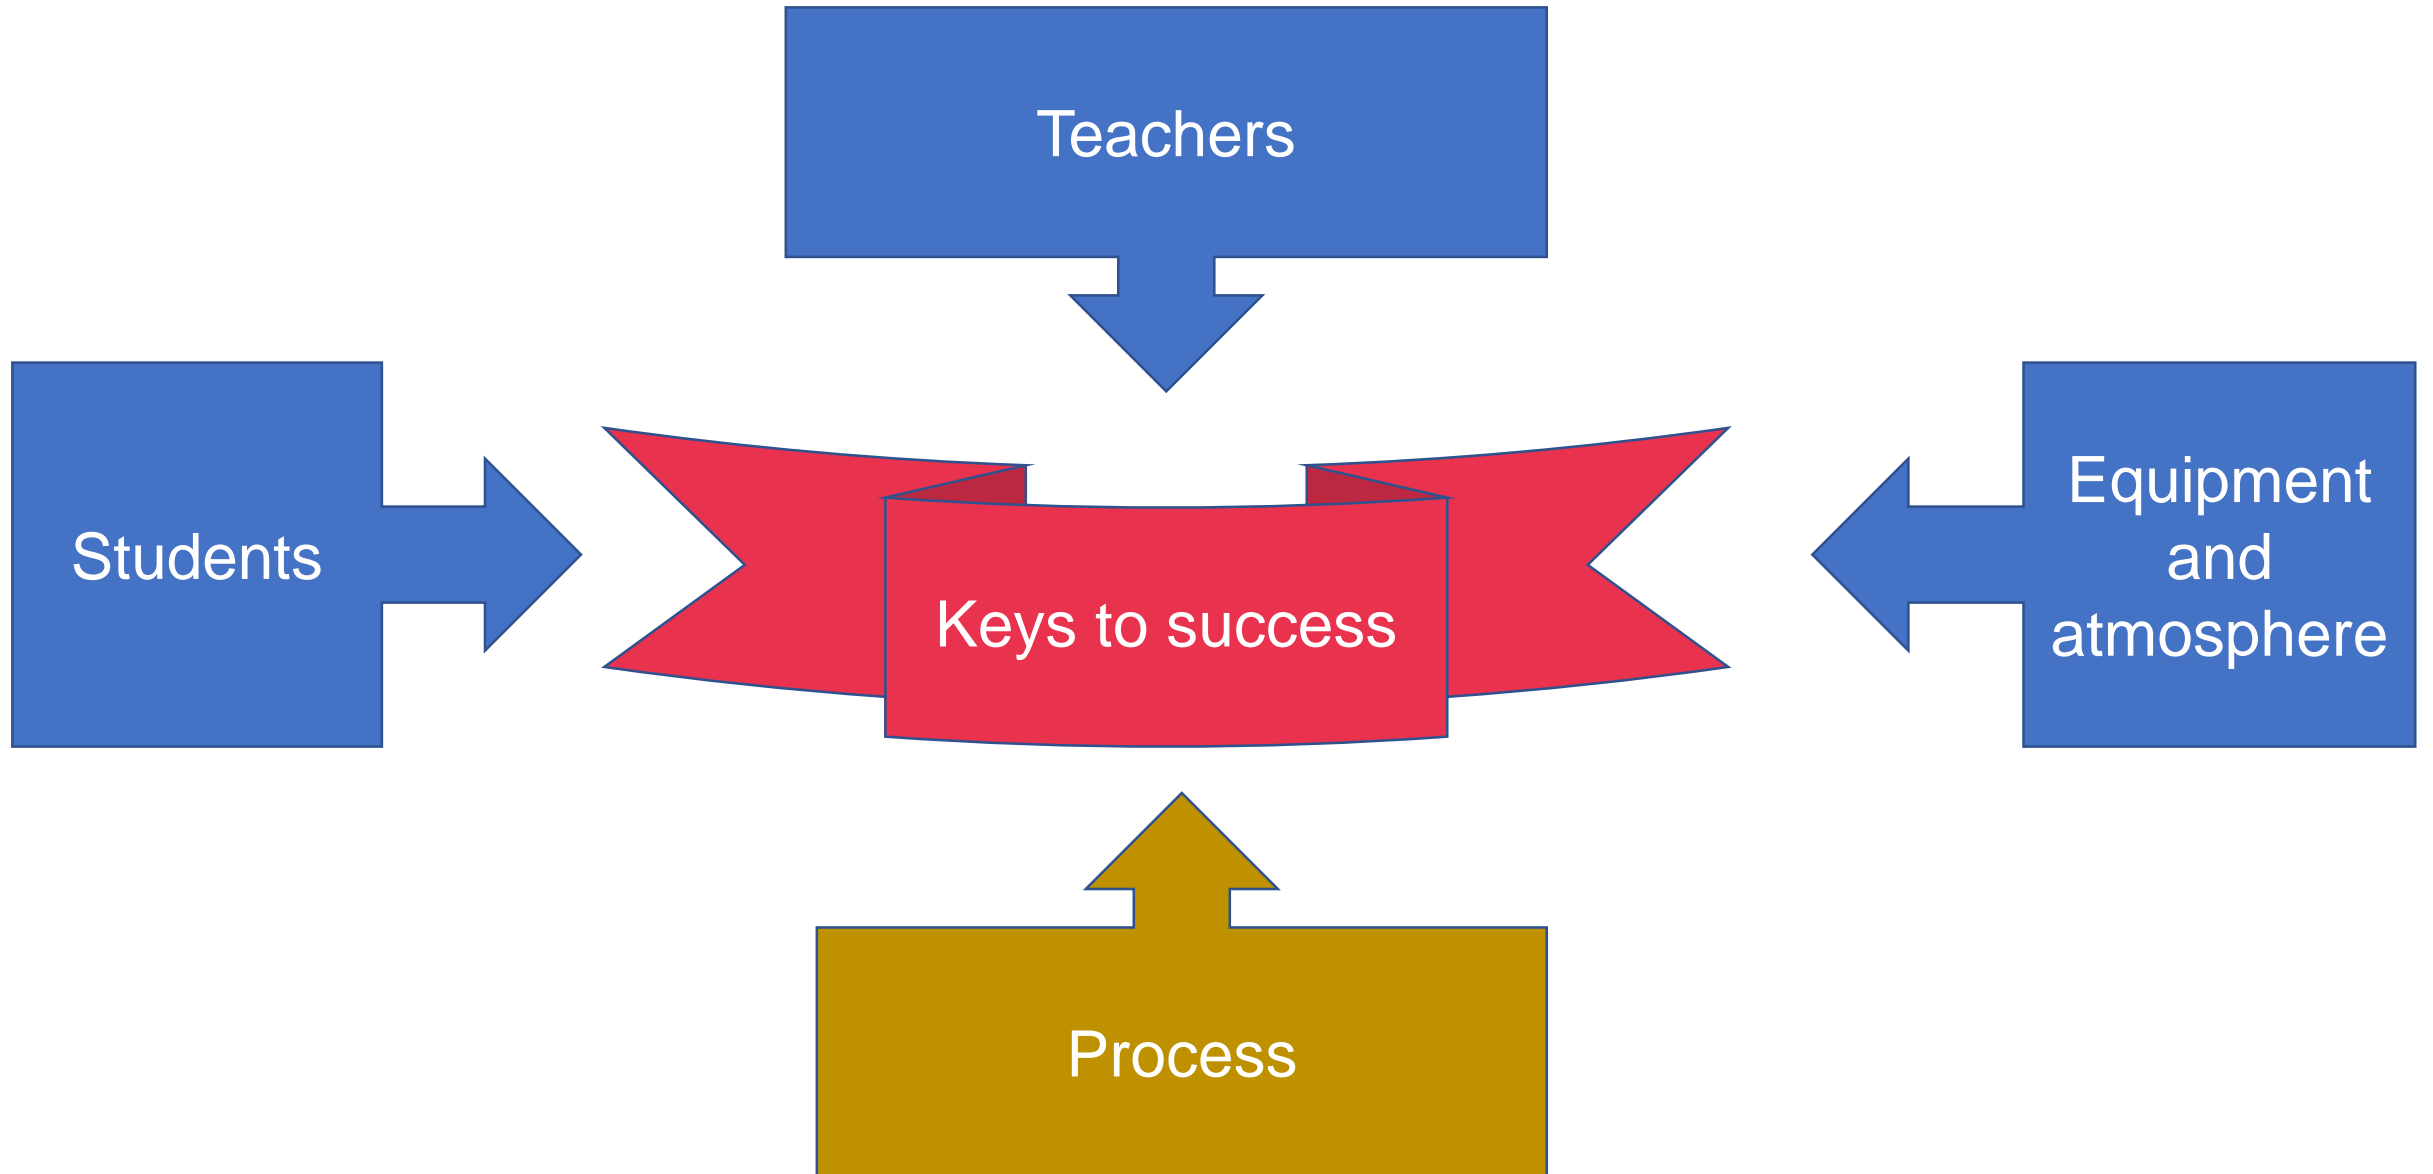 Teachers
Students
Equipment
and
atmosphere
Keys to success
Process